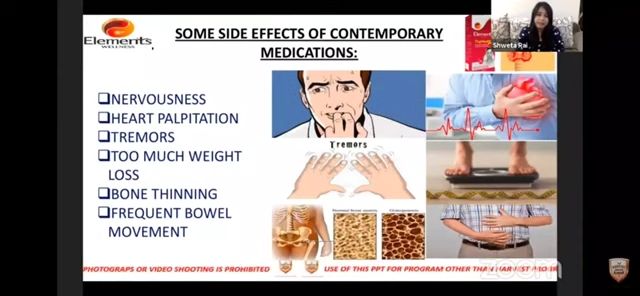 Elements
WELLNESS
SOME SIDE EFFECTS OF CONTEMPORARY
MEDICATIONS:
Shweta Rai
❑NERVOUSNESS
❑HEART PALPITATION
❑TREMORS
❑TOO MUCH WEIGHT
LOSS
❑BONE THINNING
❑FREQUENT BOWEL
MOVEMENT
Tremors
PHOTOGRAPS OR VIDEO SHOOTING IS PROHIBITED
USE OF THIS PPT FOR PROGRAM OTHER THAN HARVEST PROGR
zoom